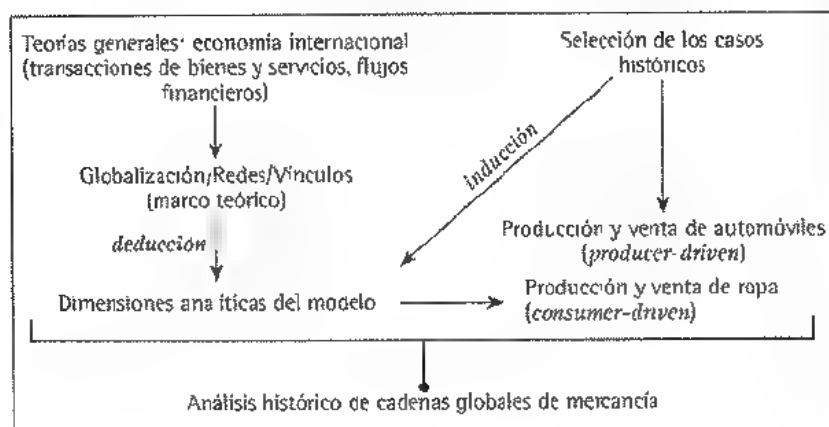 Teorías generales: economía internacional
(transacciones de bienes y servicios, flujos
financieros)
Selección de los casos
históricos
inducción
Globalización/Redes/Vínculos
(marco teórico)
deducción
Producción y venta de automóviles
(producer-driven)
Dimensiones ana íticas del modelo
Producción y venta de ropa
(consumer-driven)
Análisis histórico de cadenas globales de mercancía